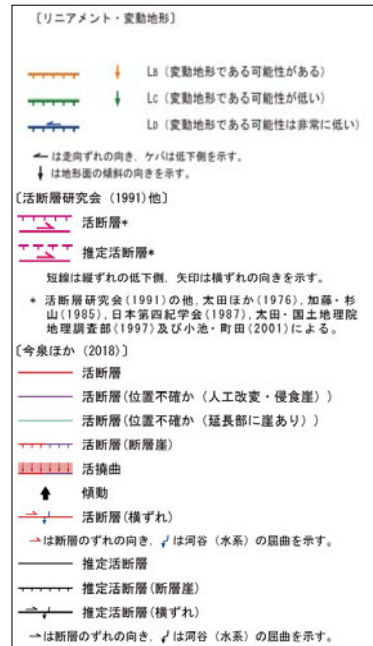 〔リニアメント・変動地形〕
LB（変動地形である可能性がある）
LC（変動地形である可能性が低い）
LD（変動地形である可能性は非常に低い）
は走向ずれの向き，ケバは低下側を示す。
は地形面の傾斜の向きを示す。
〔活断層研究会(1991)他〕
活断層*
推定活断層*
短線は縦ずれの低下側，矢印は横ずれの向きを示す。
* 活断層研究会(1991)の他，太田ほか(1976)，加藤・杉
山(1985)，日本第四紀学会(1987)，太田・国土地理院
地理調査部(1997)及び小池・町田(2001)による。
〔今泉ほか(2018)〕
活断層
活断層(位置不確か（人工改変・侵食崖）)
活断層(位置不確か（延長部に崖あり）)
活断層(断層崖)
活撓曲
傾動
活断層(横ずれ)
は断層のずれの向き，は河谷（水系）の屈曲を示す。
推定活断層
推定活断層(断層崖)
推定活断層(横ずれ)
は断層のずれの向き，は河谷（水系）の屈曲を示す。